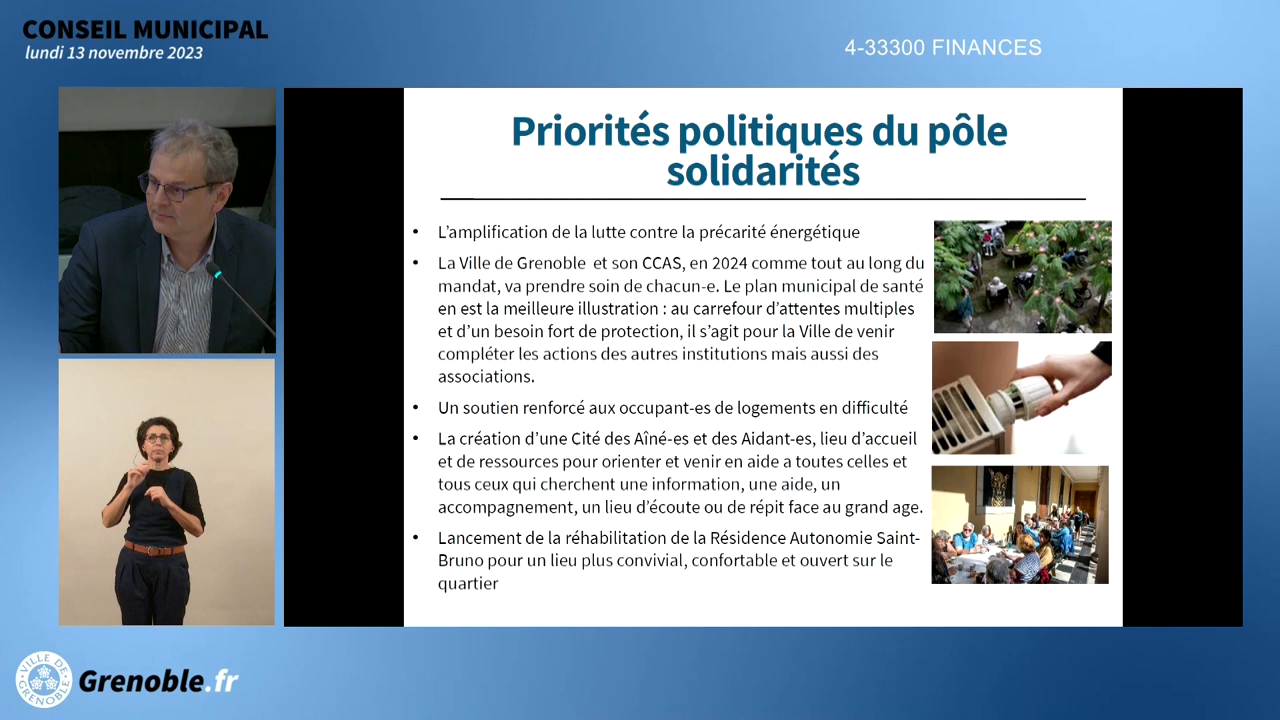 CONSEIL MUNICIPAL
lundi 13 novembre 2023
4-33300 FINANCES
Priorités politiques du pôle
solidarités
• L’amplification de la lutte contre la précarité énergétique
• La Ville de Grenoble et son CCAS, en 2024 comme tout au long du
mandat, va prendre soin de chacun-e. Le plan municipal de santé
en est la meilleure illustration : au carrefour d’attentes multiples
et d’un besoin fort de protection, il s’agit pour la Ville de venir
compléter les actions des autres institutions mais aussi des
associations.
• Un soutien renforcé aux occupant-es de logements en difficulté
• La création d’une Cité des Aîné-es et des Aidant-es, lieu d’accueil
et de ressources pour orienter et venir en aide a toutes celles et
tous ceux qui cherchent une information, une aide, un
accompagnement, un lieu d’écoute ou de répit face au grand age.
• Lancement de la réhabilitation de la Résidence Autonomie Saint-
Bruno pour un lieu plus convivial, confortable et ouvert sur le
quartier
VILLE DE
GRENOBLE
Grenoble.fr